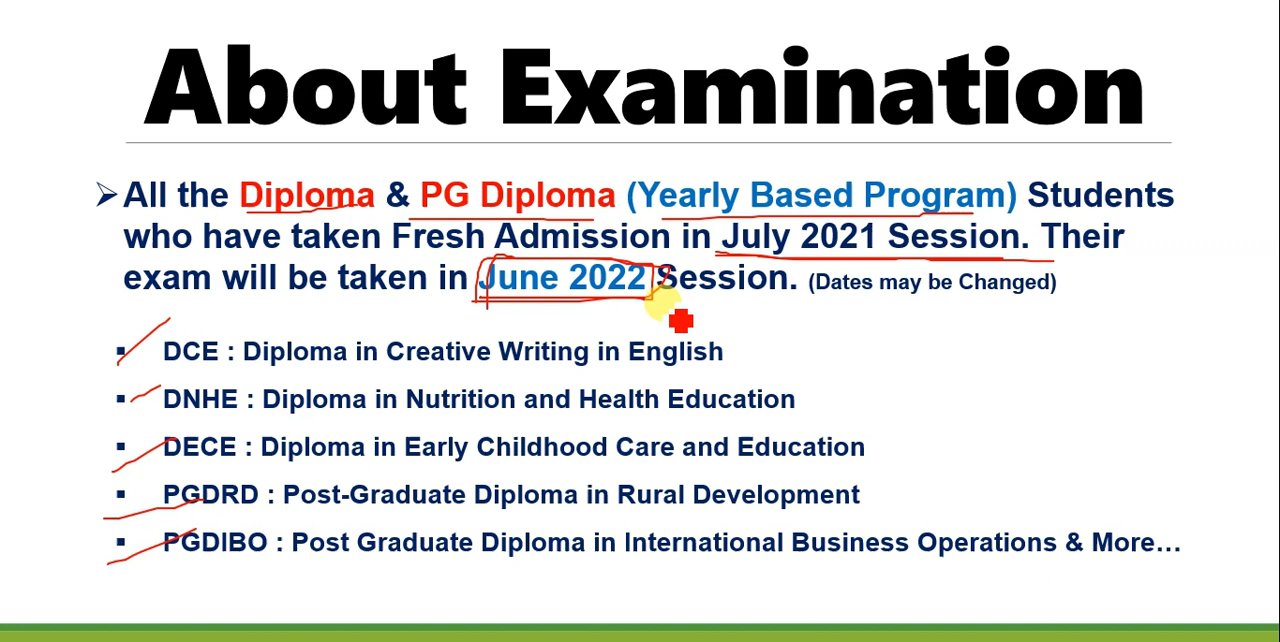 About Examination
All the Diploma & PG Diploma (Yearly Based Program) Students
who have taken Fresh Admission in July 2021 Session. Their
exam will be taken in June 2022 Session. (Dates may be Changed)
DCE : Diploma in Creative Writing in English
DNHE : Diploma in Nutrition and Health Education
DECE : Diploma in Early Childhood Care and Education
PGDRD : Post-Graduate Diploma in Rural Development
PGDIBO : Post Graduate Diploma in International Business Operations & More…